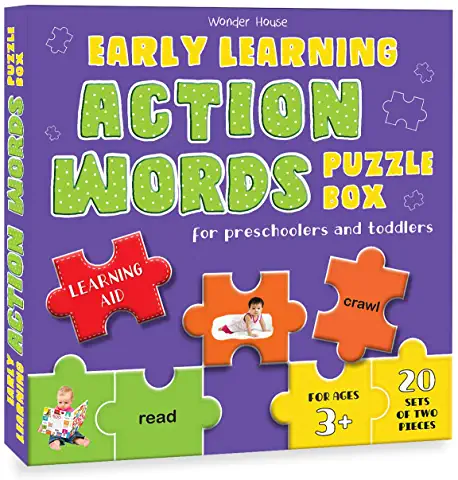 Wonder House
EARLY LEARNING
ACTION
WORDS
PUZZLE
BOX
for preschoolers and toddlers
LEARNING
AID
crawl
read
FOR AGES
3+
20
SETS
OF TWO
PIECES
EARLY
LEARNING
ACTION WORDS
PUZZLE
BOX